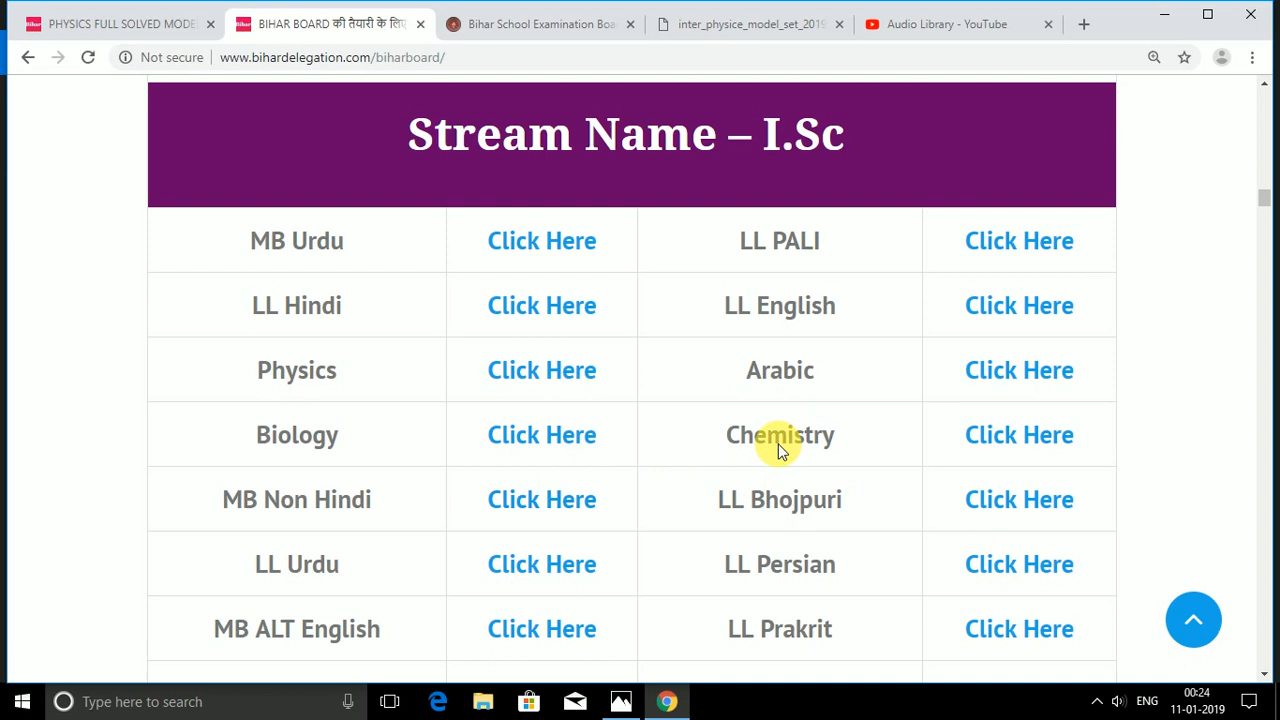 PHYSICS FULL SOLVED MODE
BIHAR BOARD की तैयारी के लिए
Bihar School Examination Boa
inter_physics_model_set_2019
Audio Library - YouTube
Not secure
www.bihardelegation.com/biharboard/
Stream Name – I.Sc
MB Urdu Click Here LL PALI Click Here
LL Hindi Click Here LL English Click Here
Physics Click Here Arabic Click Here
Biology Click Here Chemistry Click Here
MB Non Hindi Click Here LL Bhojpuri Click Here
LL Urdu Click Here LL Persian Click Here
MB ALT English Click Here LL Prakrit Click Here
Type here to search
ENG
00:24
11-01-2019